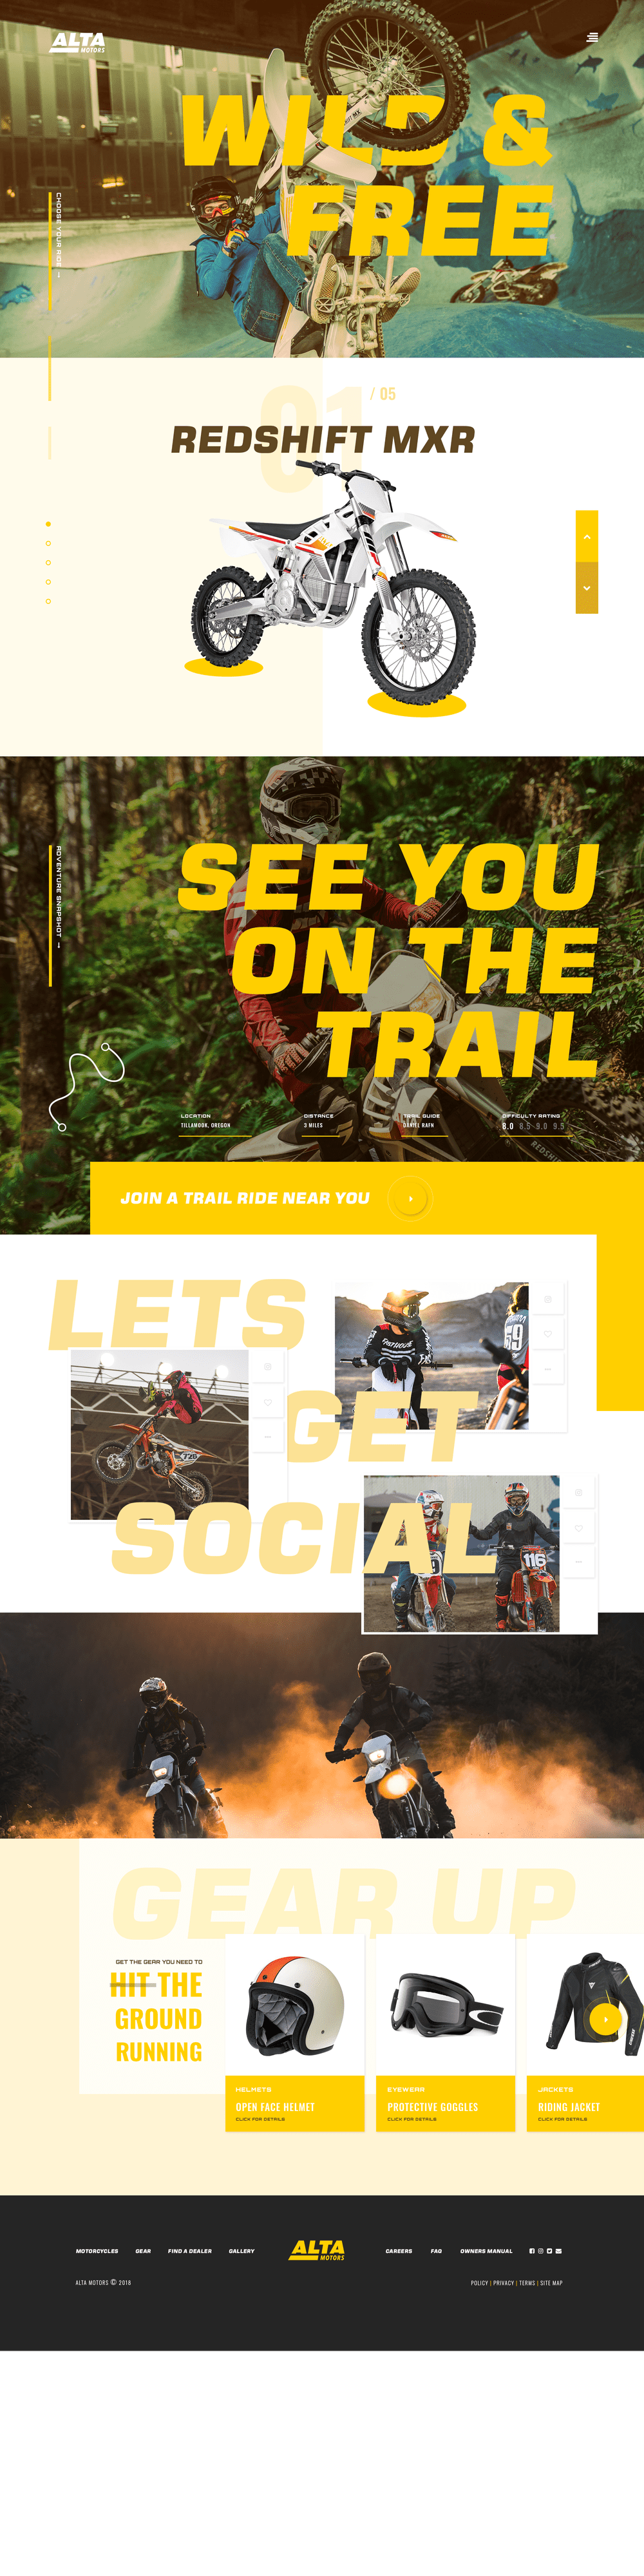 ALTA
MOTORS
WILD &
FREE
CHOOSE YOUR RIDE →
01 / 05
REDSHIFT MXR
SEE YOU
ON THE
TRAIL
ADVENTURE SNAPSHOT →
LOCATION
TILLAMOOK, OREGON
DISTANCE
3 MILES
TRAIL GUIDE
DANIEL RAFN
DIFFICULTY RATING
8.0 8.5 9.0 9.5
REDSHIFT
JOIN A TRAIL RIDE NEAR YOU
LETS
GET
SOCIAL
FASTHOUSE
59
726
116
GEAR UP
GET THE GEAR YOU NEED TO
HIT THE
GROUND
RUNNING
HELMETS
OPEN FACE HELMET
CLICK FOR DETAILS
EYEWEAR
PROTECTIVE GOGGLES
CLICK FOR DETAILS
JACKETS
RIDING JACKET
CLICK FOR DETAILS
MOTORCYCLES GEAR FIND A DEALER GALLERY
ALTA
MOTORS
CAREERS FAQ OWNERS MANUAL
ALTA MOTORS © 2018
POLICY | PRIVACY | TERMS | SITE MAP